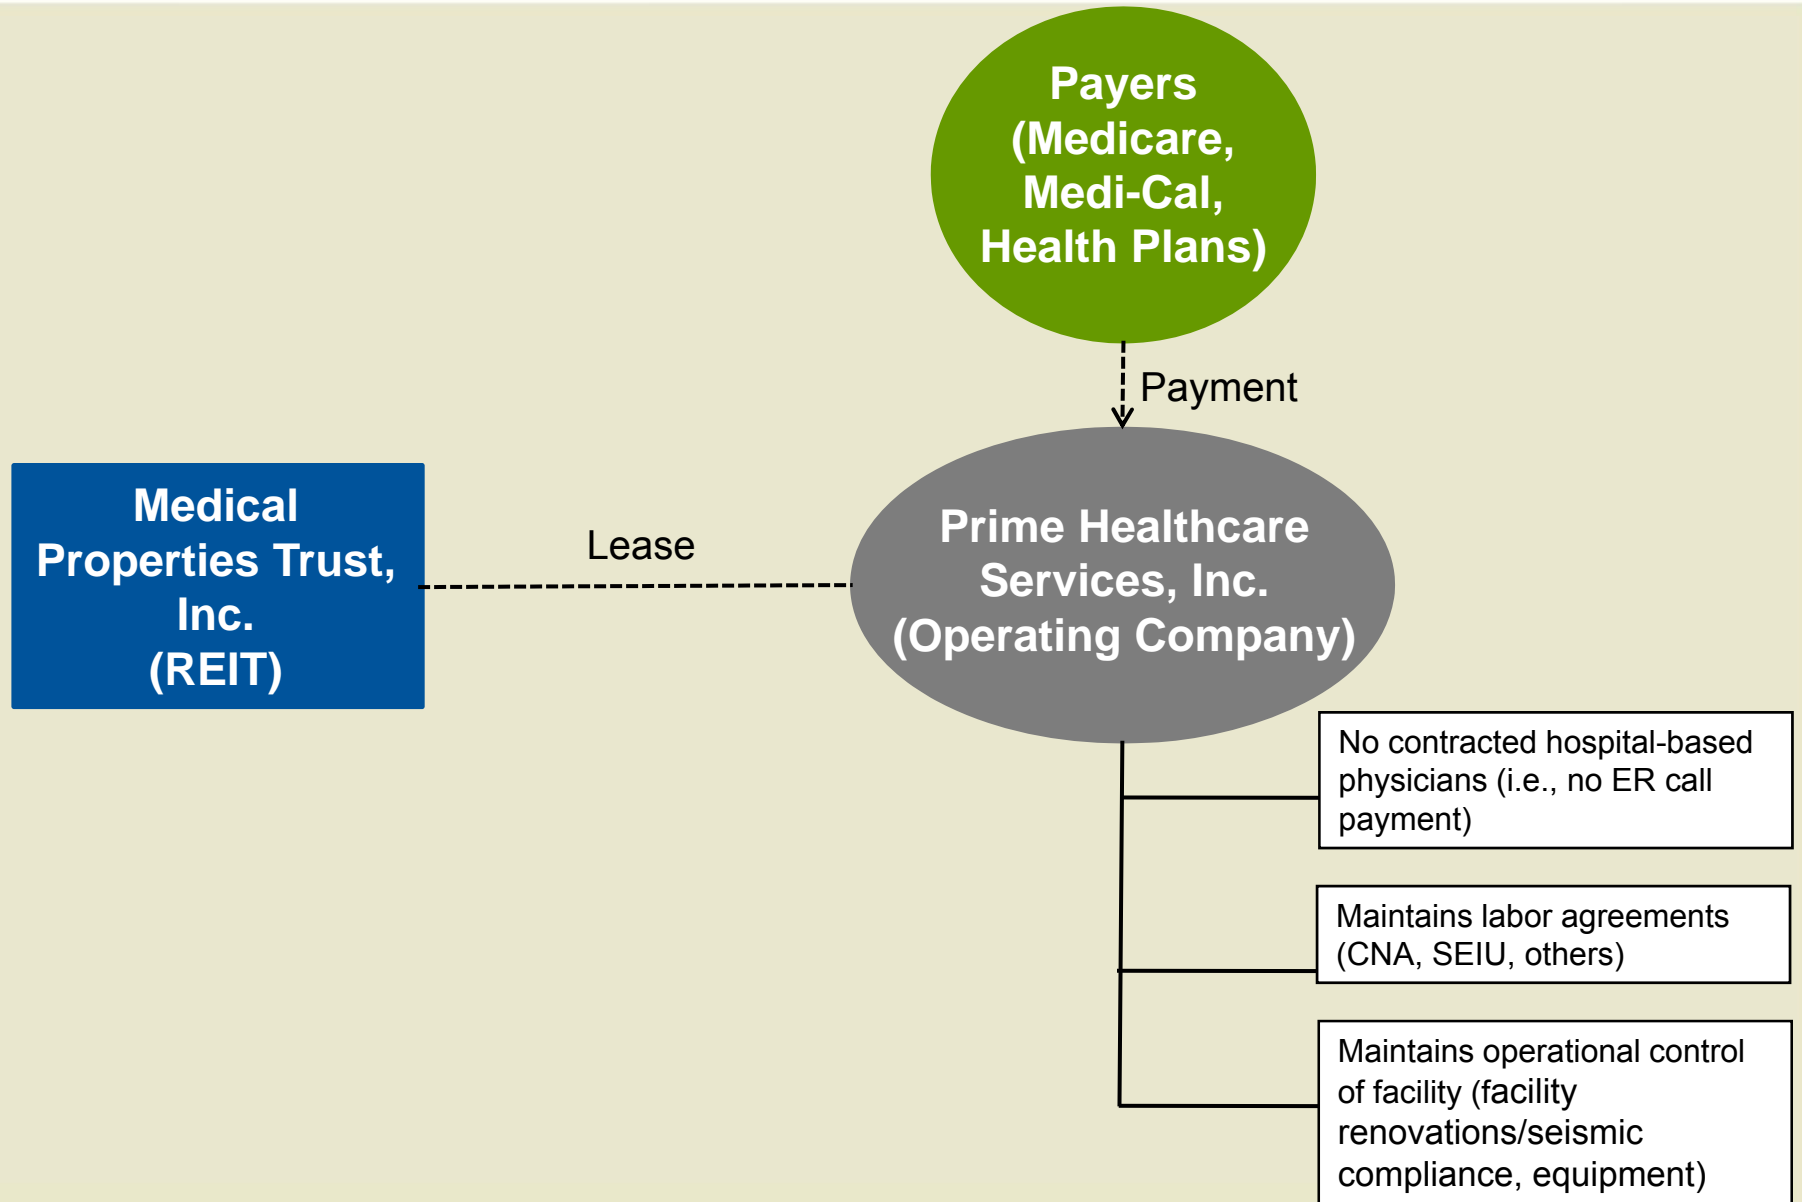 Payers
(Medicare,
Medi-Cal,
Health Plans)
Payment
Medical
Properties Trust,
Inc.
(REIT)
Lease
Prime Healthcare
Services, Inc.
(Operating Company)
No contracted hospital-based
physicians (i.e., no ER call
payment)
Maintains labor agreements
(CNA, SEIU, others)
Maintains operational control
of facility (facility
renovations/seismic
compliance, equipment)